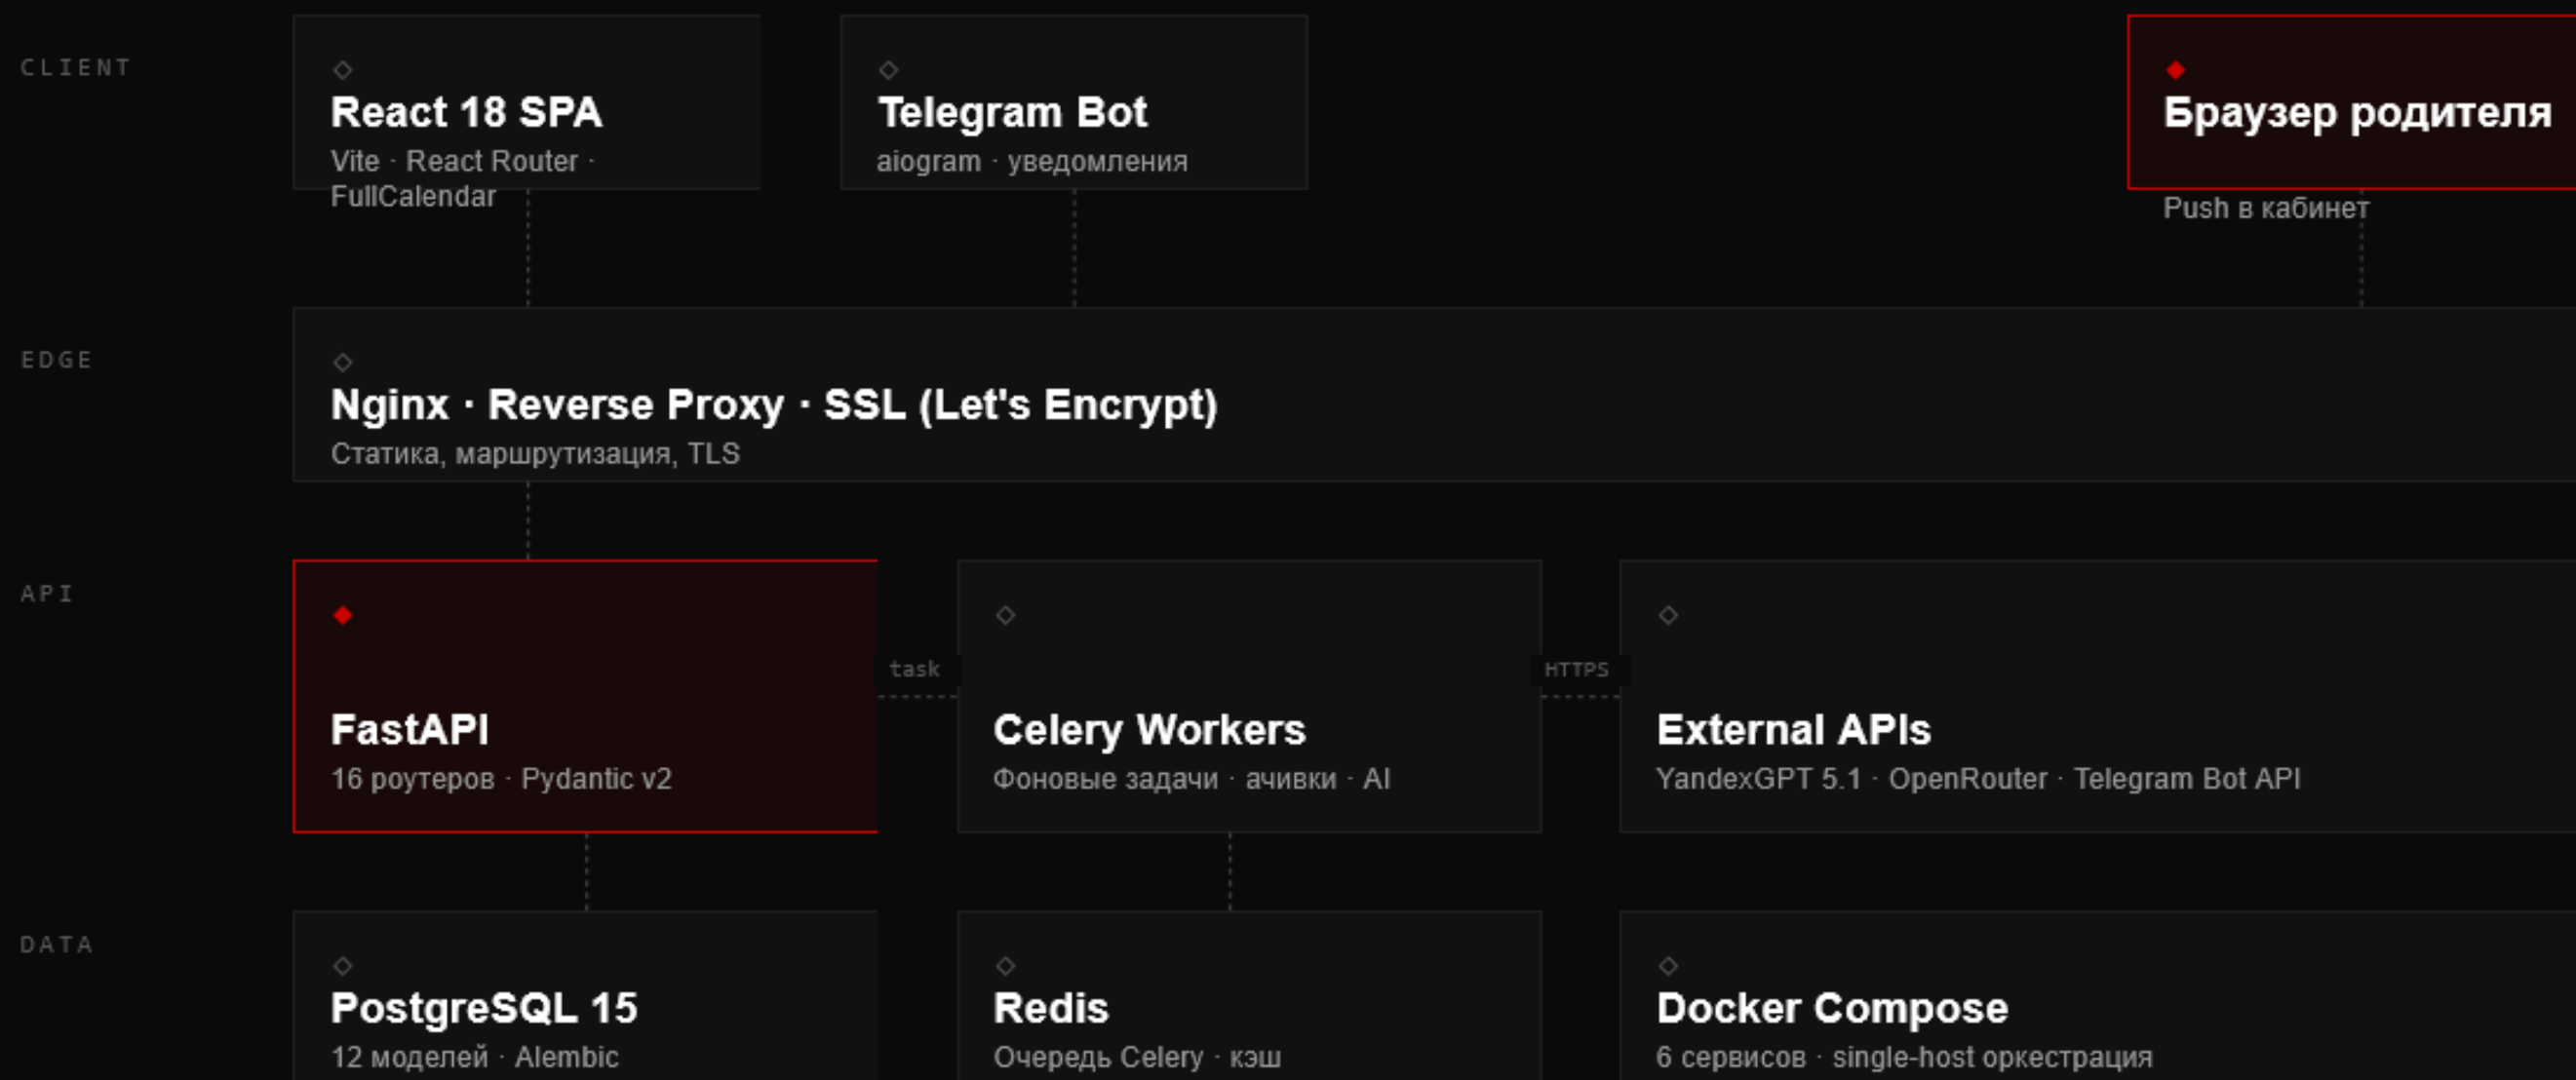 CLIENT
React 18 SPA
Vite · React Router ·
FullCalendar
Telegram Bot
aiogram · уведомления
Браузер родителя
Push в кабинет
EDGE
Nginx · Reverse Proxy · SSL (Let's Encrypt)
Статика, маршрутизация, TLS
API
FastAPI
16 роутеров · Pydantic v2
task
Celery Workers
Фоновые задачи · ачивки · AI
HTTPS
External APIs
YandexGPT 5.1 · OpenRouter · Telegram Bot API
DATA
PostgreSQL 15
12 моделей · Alembic
Redis
Очередь Celery · кэш
Docker Compose
6 сервисов · single-host оркестрация